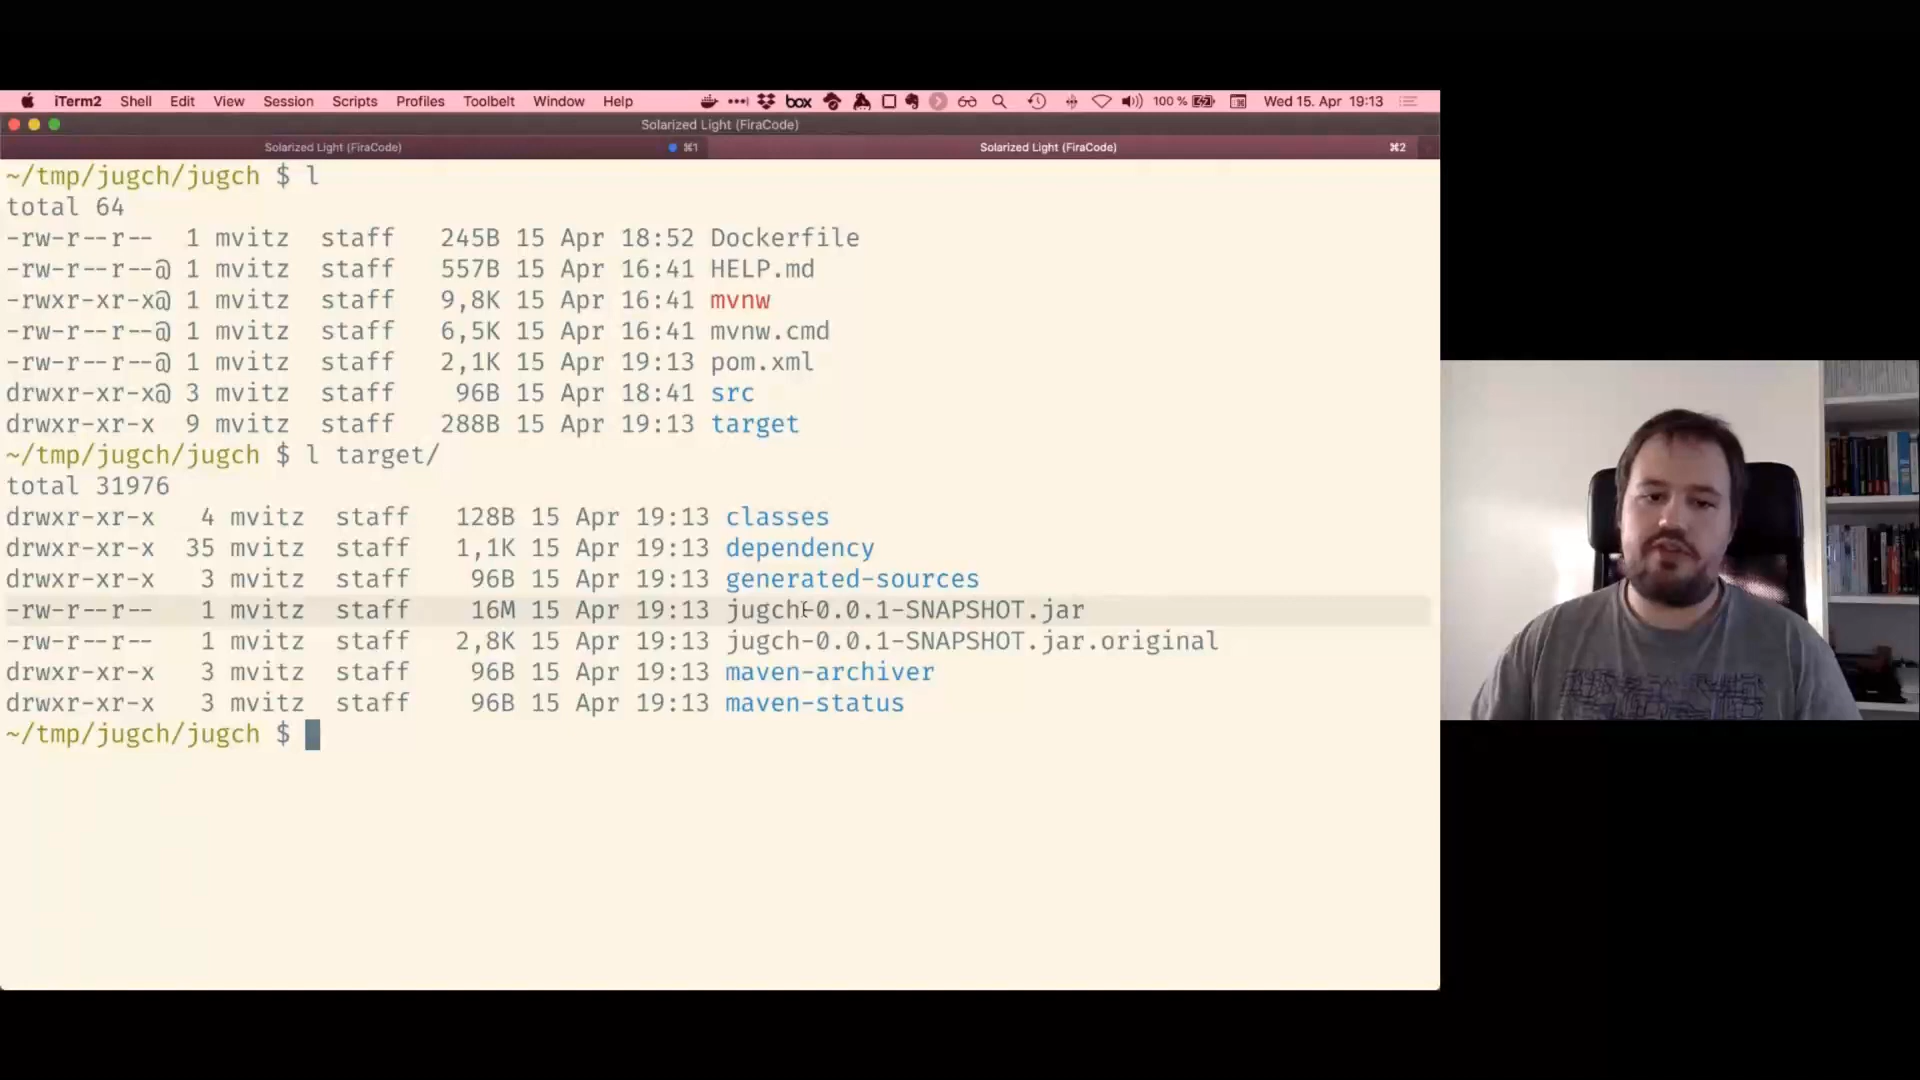 iTerm2 Shell Edit View Session Scripts Profiles Toolbelt Window Help box 100 % Wed 15. Apr 19:13
Solarized Light (FiraCode)
Solarized Light (FiraCode) ⌘1 Solarized Light (FiraCode) ⌘2
~/tmp/jugch/jugch $ l
total 64
-rw-r--r-- 1 mvitz staff 245B 15 Apr 18:52 Dockerfile
-rw-r--r--@ 1 mvitz staff 557B 15 Apr 16:41 HELP.md
-rwxr-xr-x@ 1 mvitz staff 9,8K 15 Apr 16:41 mvnw
-rw-r--r--@ 1 mvitz staff 6,5K 15 Apr 16:41 mvnw.cmd
-rw-r--r--@ 1 mvitz staff 2,1K 15 Apr 19:13 pom.xml
drwxr-xr-x@ 3 mvitz staff 96B 15 Apr 18:41 src
drwxr-xr-x 9 mvitz staff 288B 15 Apr 19:13 target
~/tmp/jugch/jugch $ l target/
total 31976
drwxr-xr-x 4 mvitz staff 128B 15 Apr 19:13 classes
drwxr-xr-x 35 mvitz staff 1,1K 15 Apr 19:13 dependency
drwxr-xr-x 3 mvitz staff 96B 15 Apr 19:13 generated-sources
-rw-r--r-- 1 mvitz staff 16M 15 Apr 19:13 jugch-0.0.1-SNAPSHOT.jar
-rw-r--r-- 1 mvitz staff 2,8K 15 Apr 19:13 jugch-0.0.1-SNAPSHOT.jar.original
drwxr-xr-x 3 mvitz staff 96B 15 Apr 19:13 maven-archiver
drwxr-xr-x 3 mvitz staff 96B 15 Apr 19:13 maven-status
~/tmp/jugch/jugch $